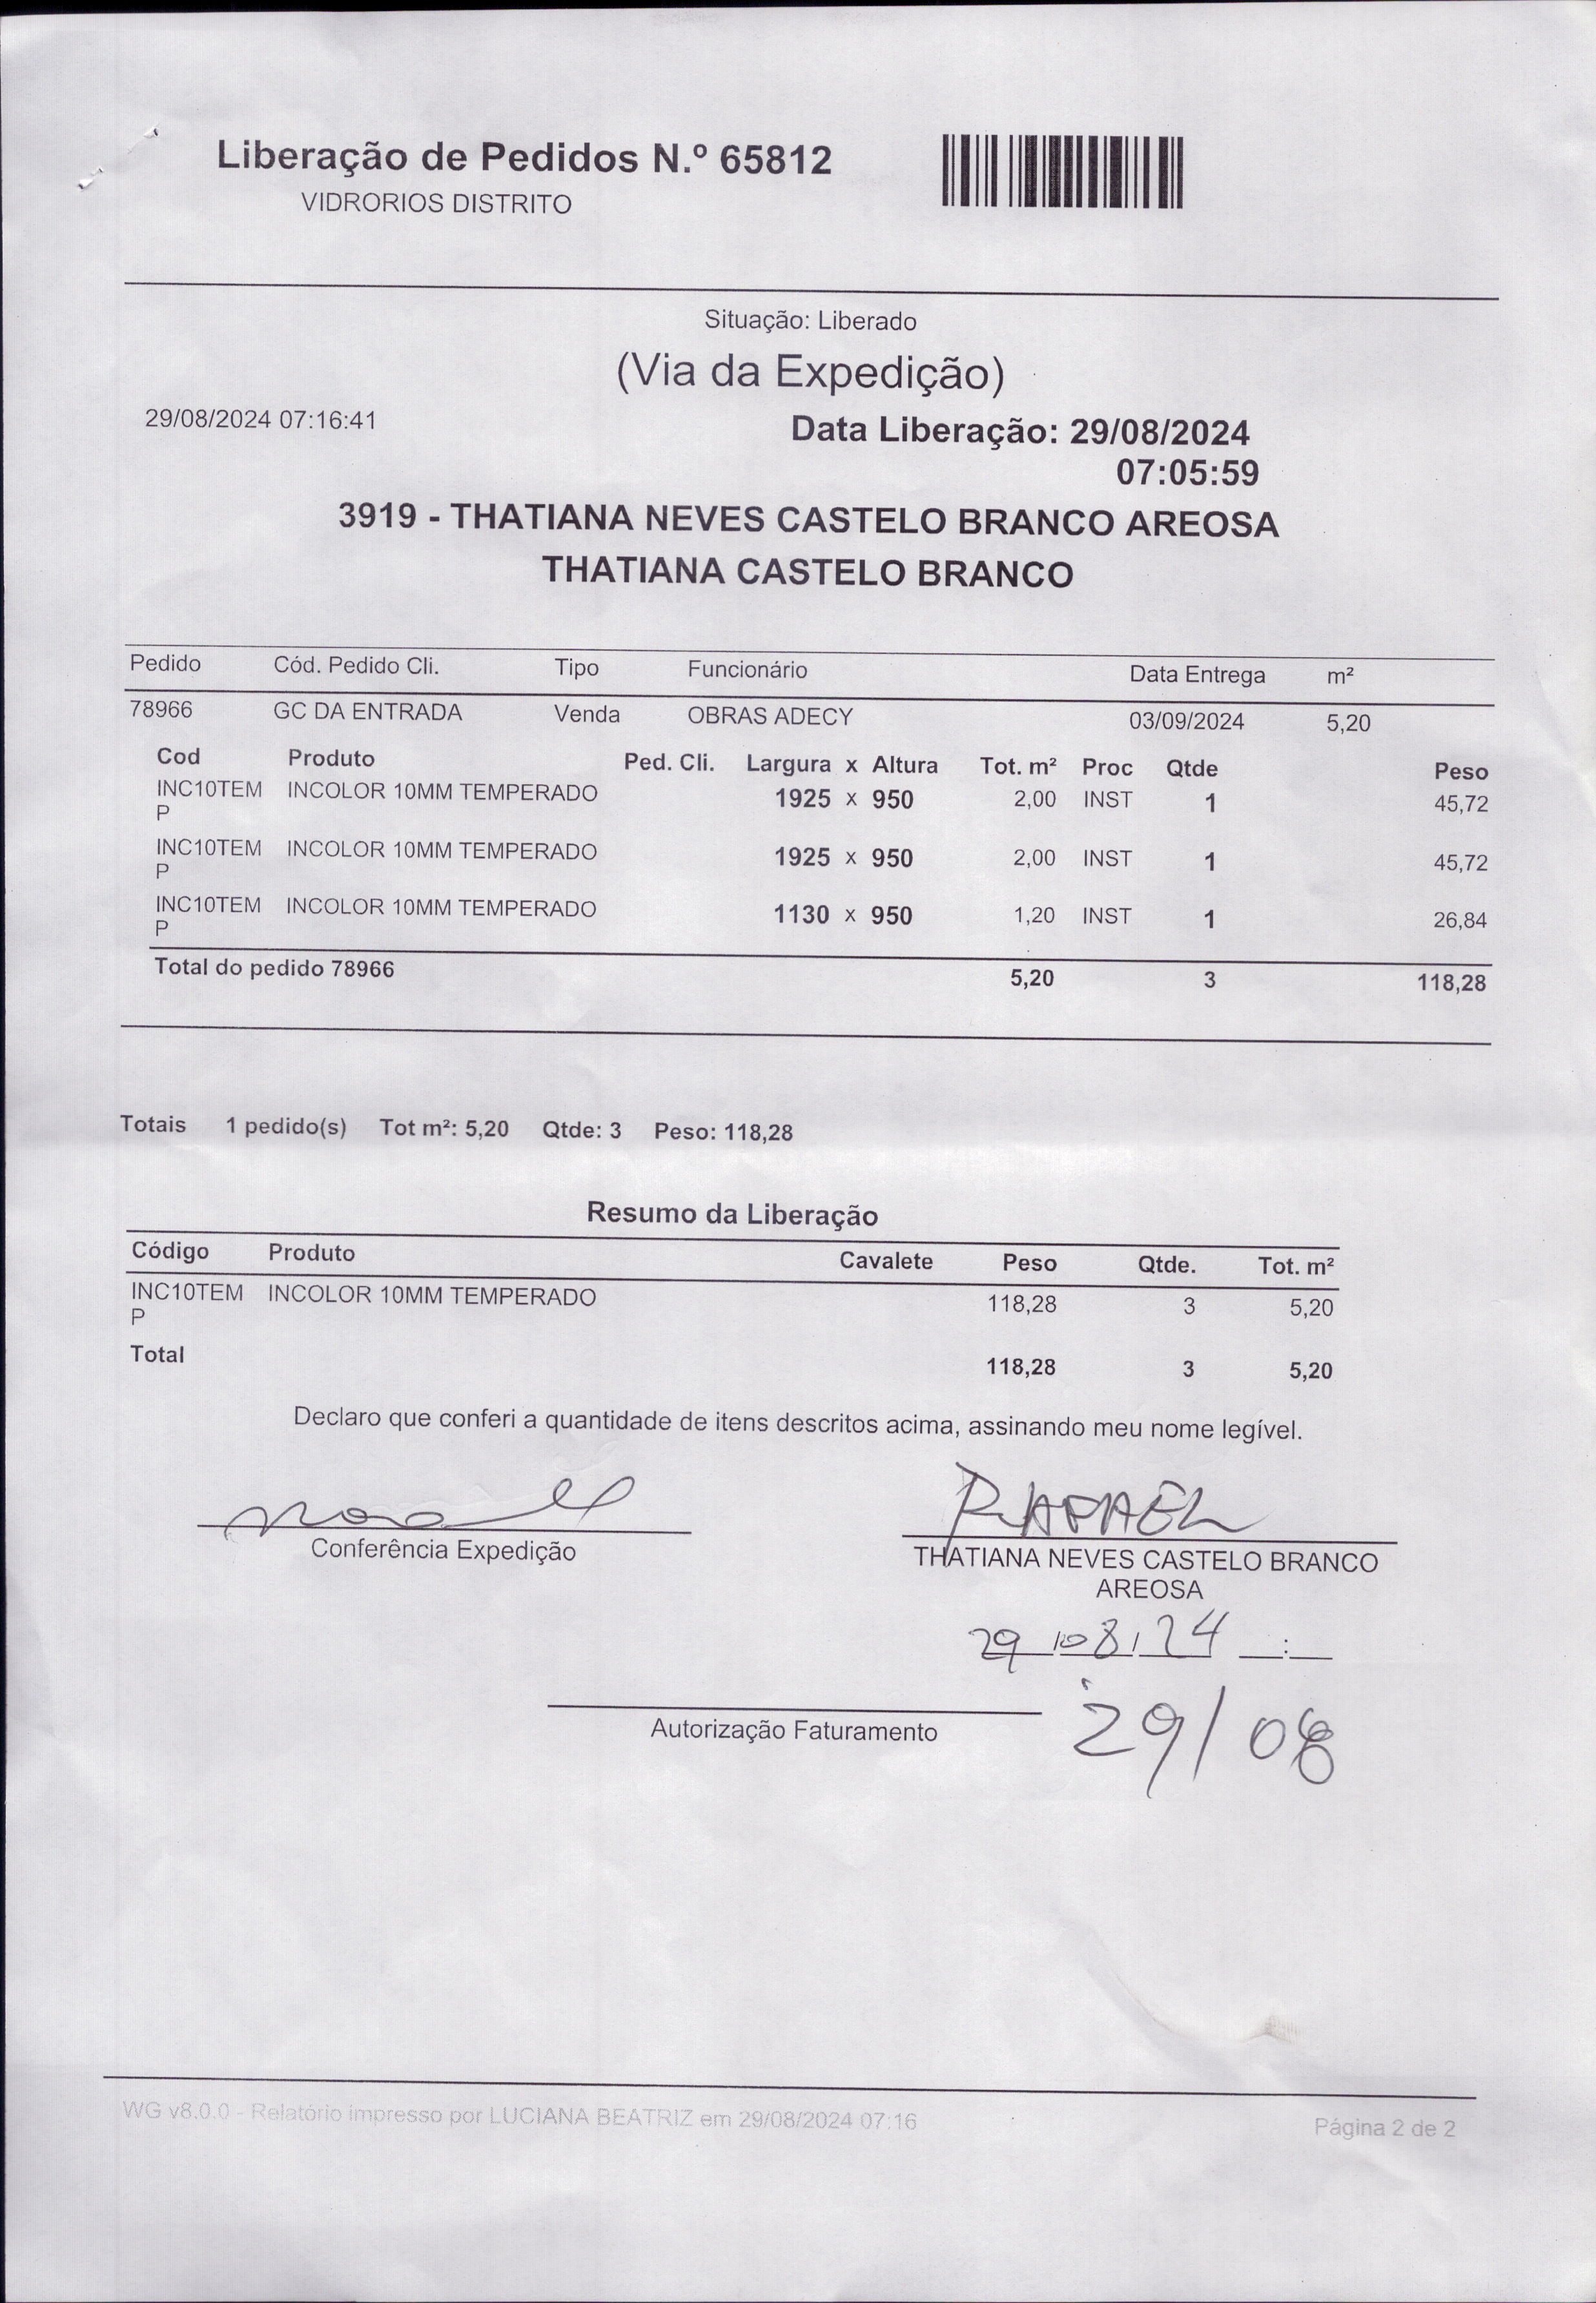 Liberação de Pedidos N.º 65812
VIDRORIOS DISTRITO
Situação: Liberado
(Via da Expedição)
29/08/2024 07:16:41
Data Liberação: 29/08/2024
07:05:59
3919 - THATIANA NEVES CASTELO BRANCO AREOSA
THATIANA CASTELO BRANCO
Pedido Cód. Pedido Cli. Tipo Funcionário Data Entrega m²
78966 GC DA ENTRADA Venda OBRAS ADECY 03/09/2024 5,20
Cod Produto Ped. Cli. Largura x Altura Tot. m² Proc Qtde Peso
INC10TEM INCOLOR 10MM TEMPERADO 1925 x 950 2,00 INST 1 45,72
P
INC10TEM INCOLOR 10MM TEMPERADO 1925 x 950 2,00 INST 1 45,72
P
INC10TEM INCOLOR 10MM TEMPERADO 1130 x 950 1,20 INST 1 26,84
P
Total do pedido 78966 5,20 3 118,28
Totais 1 pedido(s) Tot m²: 5,20 Qtde: 3 Peso: 118,28
Resumo da Liberação
Código Produto Cavalete Peso Qtde. Tot. m²
INC10TEM INCOLOR 10MM TEMPERADO 118,28 3 5,20
P
Total 118,28 3 5,20
Declaro que conferi a quantidade de itens descritos acima, assinando meu nome legível.
RAFAEL
Conferência Expedição
THATIANA NEVES CASTELO BRANCO
AREOSA
29/08/24 __:__
Autorização Faturamento
29/08
WG v8.0.0 - Relatório impresso por LUCIANA BEATRIZ em 29/08/2024 07:16
Página 2 de 2